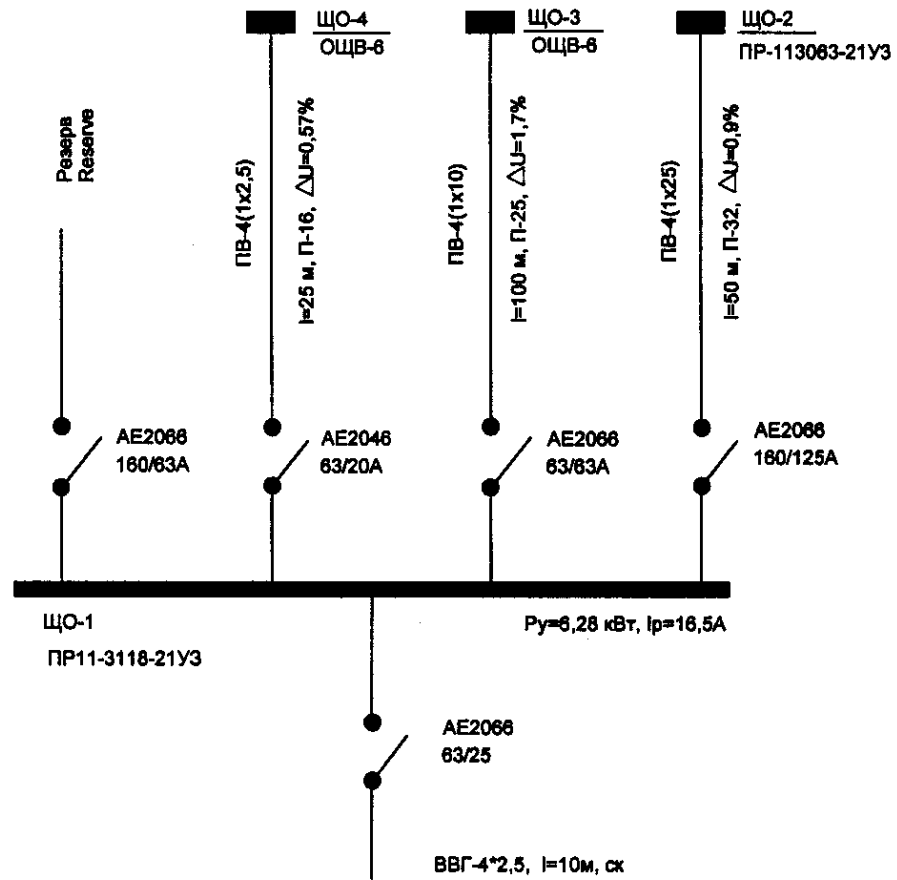 ЩО-4
ОЩВ-6
ЩО-3
ОЩВ-6
ЩО-2
ПР-113063-21У3
Резерв
Reserve
ПВ-4(1х2,5)
l=25 м, П-16, △U=0,57%
ПВ-4(1х10)
l=100 м, П-25, △U=1,7%
ПВ-4(1х25)
l=50 м, П-32, △U=0,9%
АЕ2066
160/63А
АЕ2046
63/20А
АЕ2066
63/63А
АЕ2066
160/125А
ЩО-1
ПР11-3118-21У3
Ру=6,28 кВт, Iр=16,5А
АЕ2066
63/25
ВВГ-4*2,5, l=10м, ск